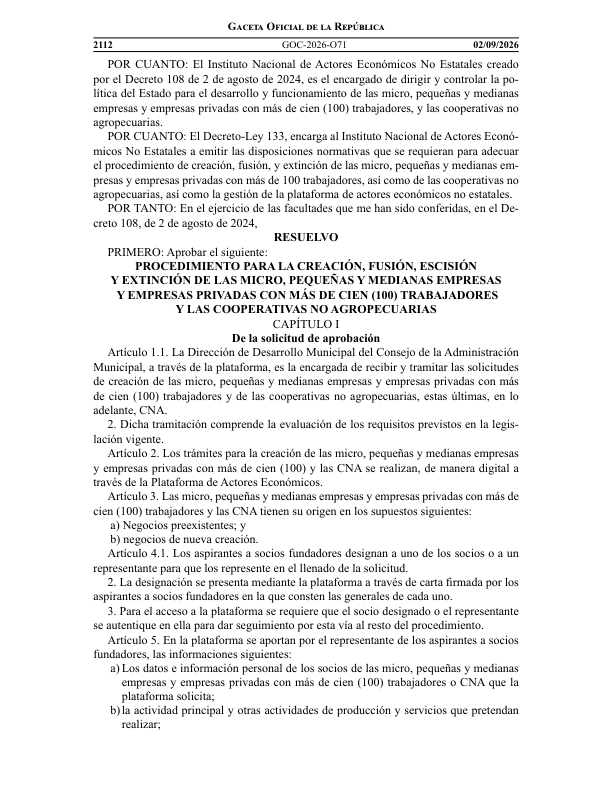 Gaceta Oficial de la República
2112 GOC-2026-O71 02/09/2026
POR CUANTO: El Instituto Nacional de Actores Económicos No Estatales creado
por el Decreto 108 de 2 de agosto de 2024, es el encargado de dirigir y controlar la po-
lítica del Estado para el desarrollo y funcionamiento de las micro, pequeñas y medianas
empresas y empresas privadas con más de cien (100) trabajadores, y las cooperativas no
agropecuarias.
POR CUANTO: El Decreto-Ley 133, encarga al Instituto Nacional de Actores Econó-
micos No Estatales a emitir las disposiciones normativas que se requieran para adecuar
el procedimiento de creación, fusión, y extinción de las micro, pequeñas y medianas em-
presas y empresas privadas con más de 100 trabajadores, así como de las cooperativas no
agropecuarias, así como la gestión de la plataforma de actores económicos no estatales.
POR TANTO: En el ejercicio de las facultades que me han sido conferidas, en el De-
creto 108, de 2 de agosto de 2024,
RESUELVO
PRIMERO: Aprobar el siguiente:
PROCEDIMIENTO PARA LA CREACIÓN, FUSIÓN, ESCISIÓN
Y EXTINCIÓN DE LAS MICRO, PEQUEÑAS Y MEDIANAS EMPRESAS
Y EMPRESAS PRIVADAS CON MÁS DE CIEN (100) TRABAJADORES
Y LAS COOPERATIVAS NO AGROPECUARIAS
CAPÍTULO I
De la solicitud de aprobación
Artículo 1.1. La Dirección de Desarrollo Municipal del Consejo de la Administración
Municipal, a través de la plataforma, es la encargada de recibir y tramitar las solicitudes
de creación de las micro, pequeñas y medianas empresas y empresas privadas con más
de cien (100) trabajadores y de las cooperativas no agropecuarias, estas últimas, en lo
adelante, CNA.
2. Dicha tramitación comprende la evaluación de los requisitos previstos en la legis-
lación vigente.
Artículo 2. Los trámites para la creación de las micro, pequeñas y medianas empresas
y empresas privadas con más de cien (100) y las CNA se realizan, de manera digital a
través de la Plataforma de Actores Económicos.
Artículo 3. Las micro, pequeñas y medianas empresas y empresas privadas con más de
cien (100) trabajadores y las CNA tienen su origen en los supuestos siguientes:
a) Negocios preexistentes; y
b) negocios de nueva creación.
Artículo 4.1. Los aspirantes a socios fundadores designan a uno de los socios o a un
representante para que los represente en el llenado de la solicitud.
2. La designación se presenta mediante la plataforma a través de carta firmada por los
aspirantes a socios fundadores en la que consten las generales de cada uno.
3. Para el acceso a la plataforma se requiere que el socio designado o el representante
se autentique en ella para dar seguimiento por esta vía al resto del procedimiento.
Artículo 5. En la plataforma se aportan por el representante de los aspirantes a socios
fundadores, las informaciones siguientes:
a) Los datos e información personal de los socios de las micro, pequeñas y medianas
empresas y empresas privadas con más de cien (100) trabajadores o CNA que la
plataforma solicita;
b) la actividad principal y otras actividades de producción y servicios que pretendan
realizar;